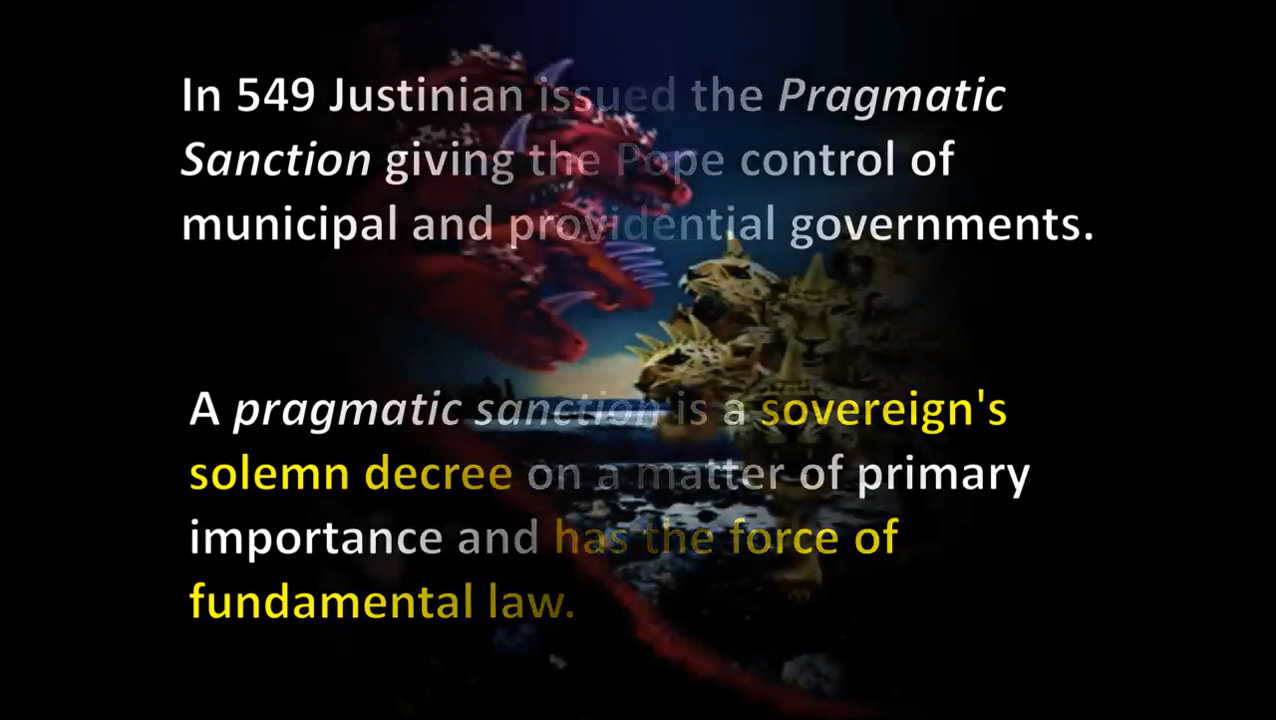 In 549 Justinian issued the Pragmatic
Sanction giving the Pope control of
municipal and providential governments.
A pragmatic sanction is a sovereign's
solemn decree on a matter of primary
importance and has the force of
fundamental law.